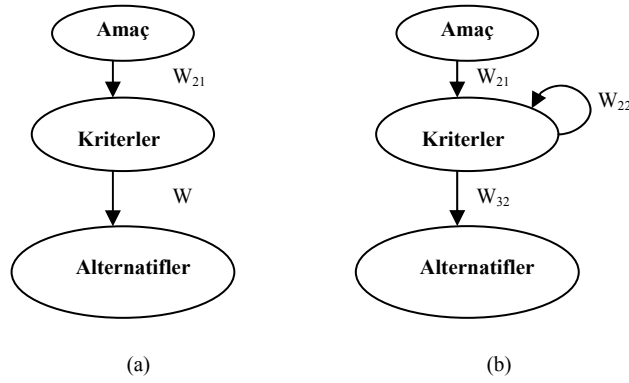 Amaç
W21
Kriterler
W
Alternatifler
(a)
Amaç
W21
Kriterler
W22
W32
Alternatifler
(b)